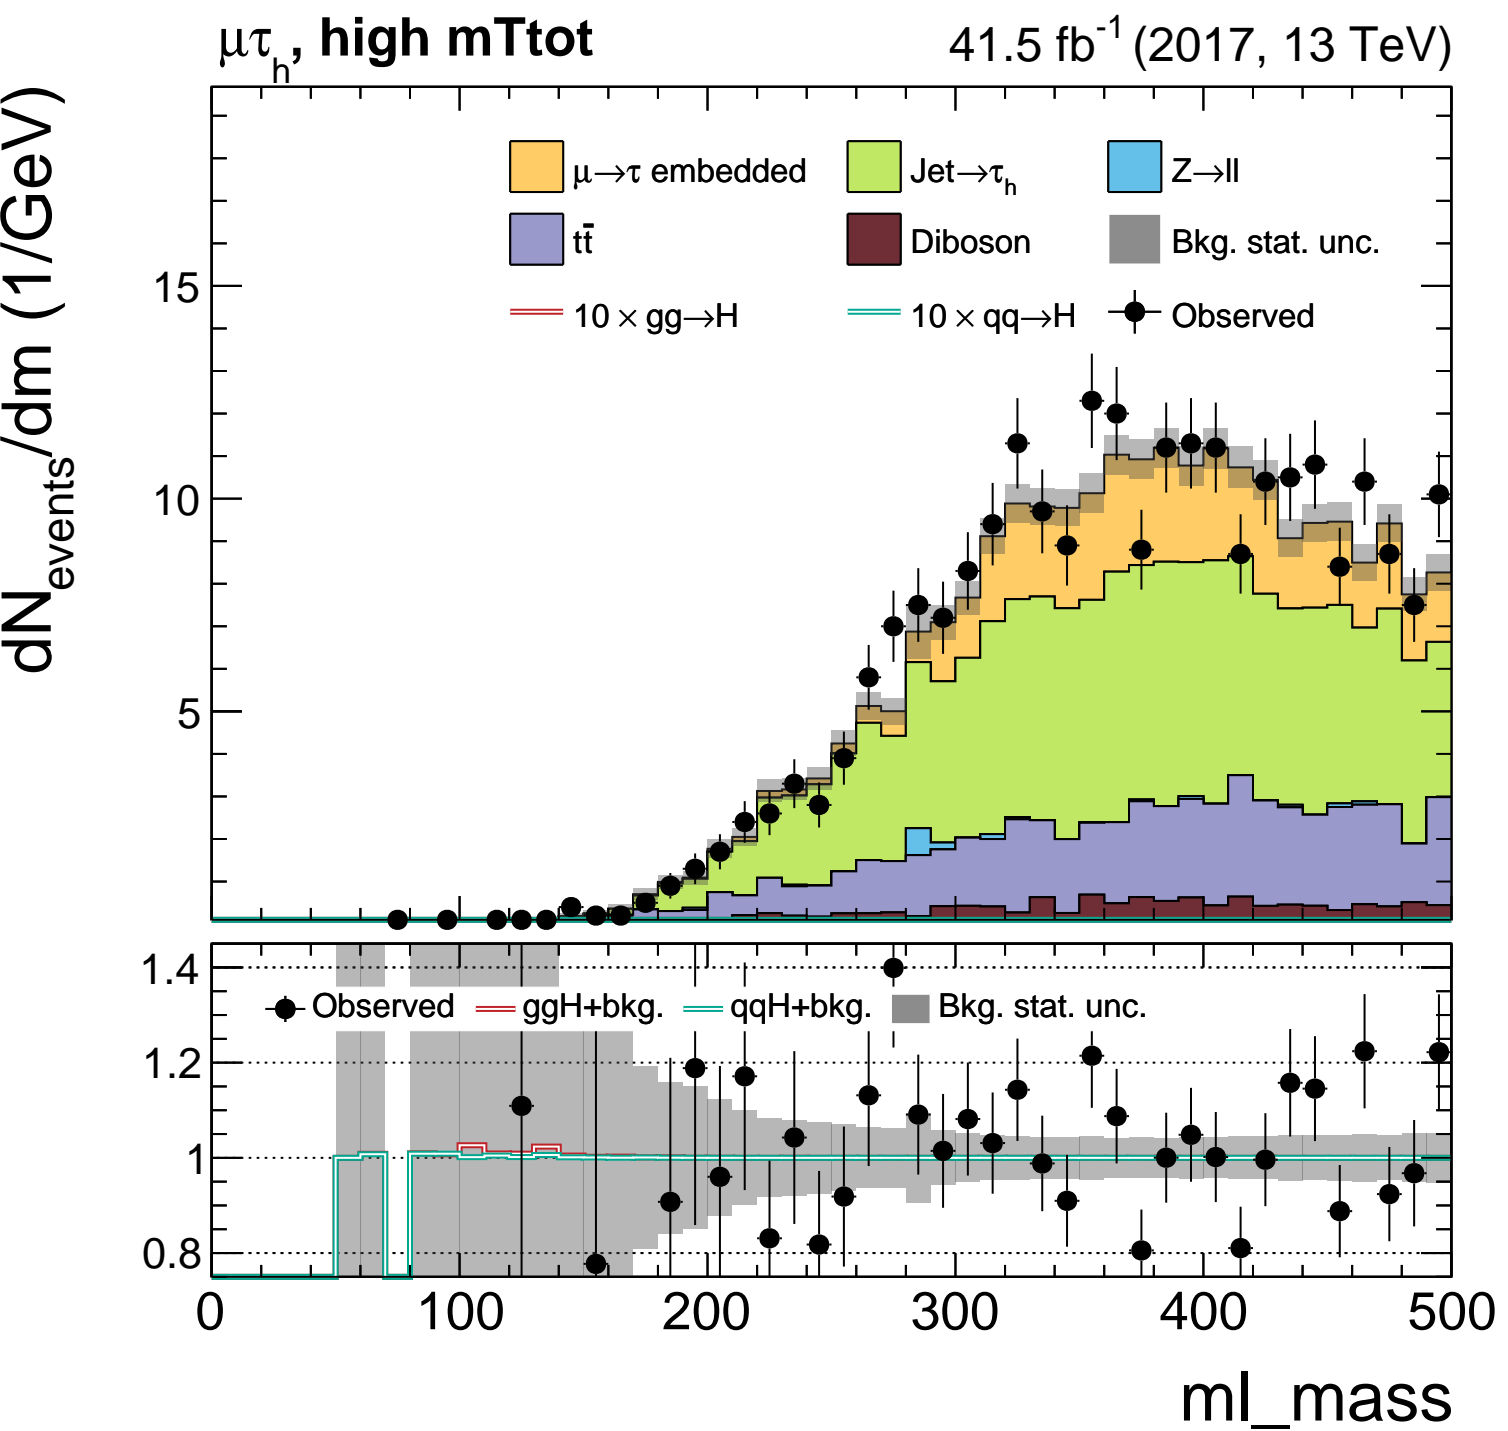 μτh, high mTtot 41.5 fb-1 (2017, 13 TeV)
dNevents/dm (1/GeV)
μ→τ embedded Jet→τh Z→ll
tt̄ Diboson Bkg. stat. unc.
10 × gg→H 10 × qq→H Observed
15
10
5
1.4
Observed ggH+bkg. qqH+bkg. Bkg. stat. unc.
1.2
1
0.8
0 100 200 300 400 500
ml_mass